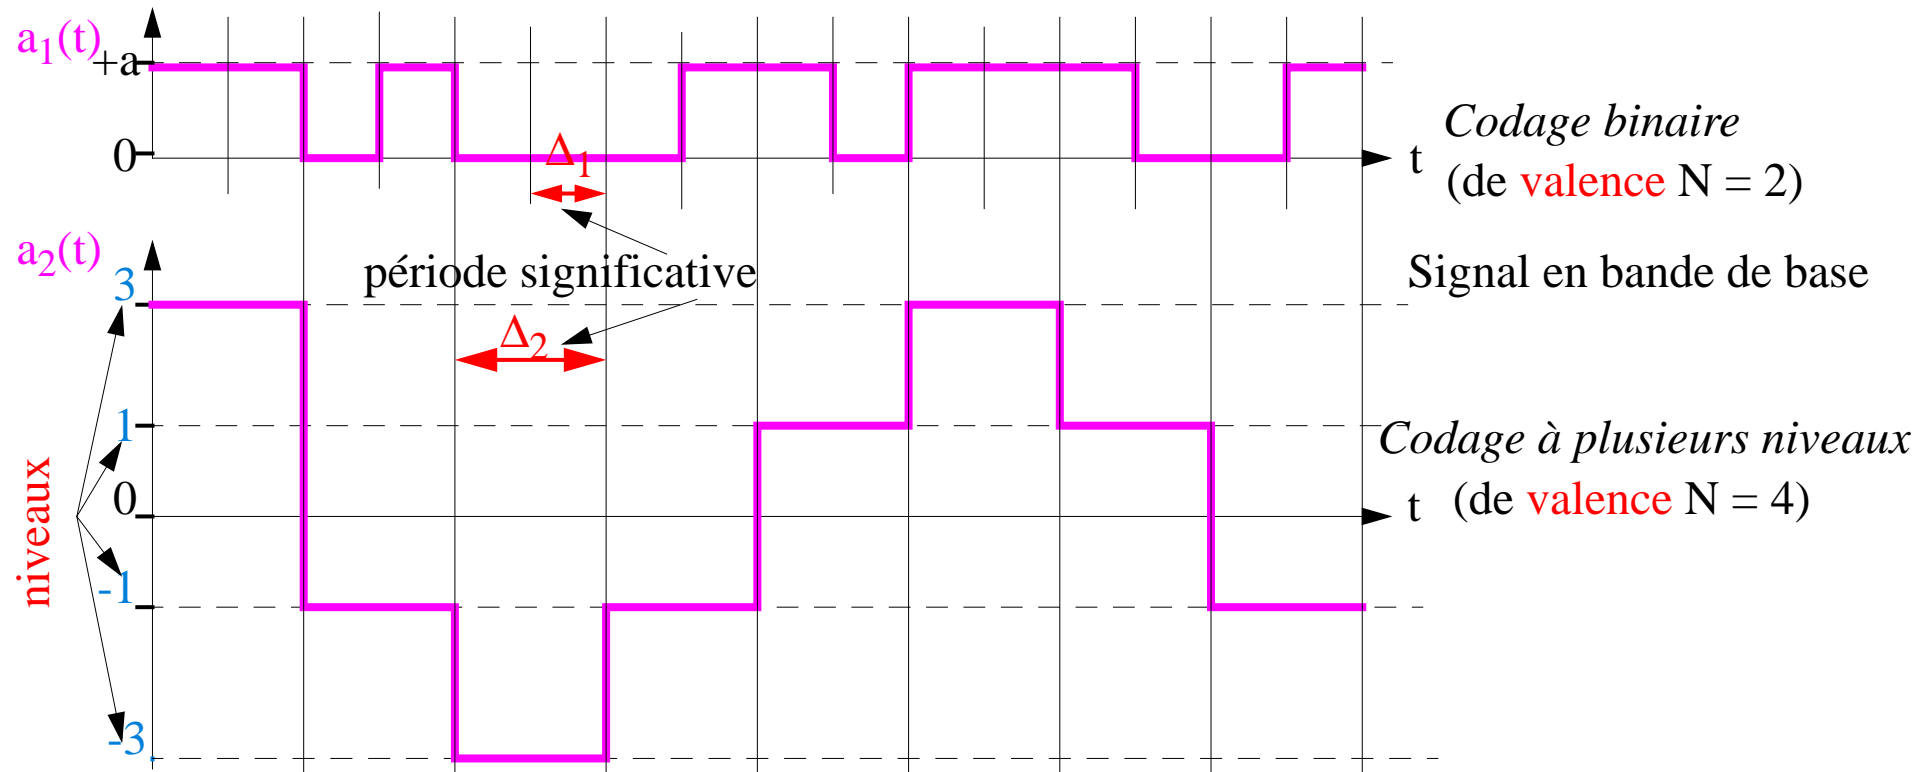 a1(t)
+a
0
Δ1
t
Codage binaire
(de valence N = 2)
a2(t)
période significative
Signal en bande de base
3
Δ2
1
Codage à plusieurs niveaux
0
t
(de valence N = 4)
niveaux
-1
-3